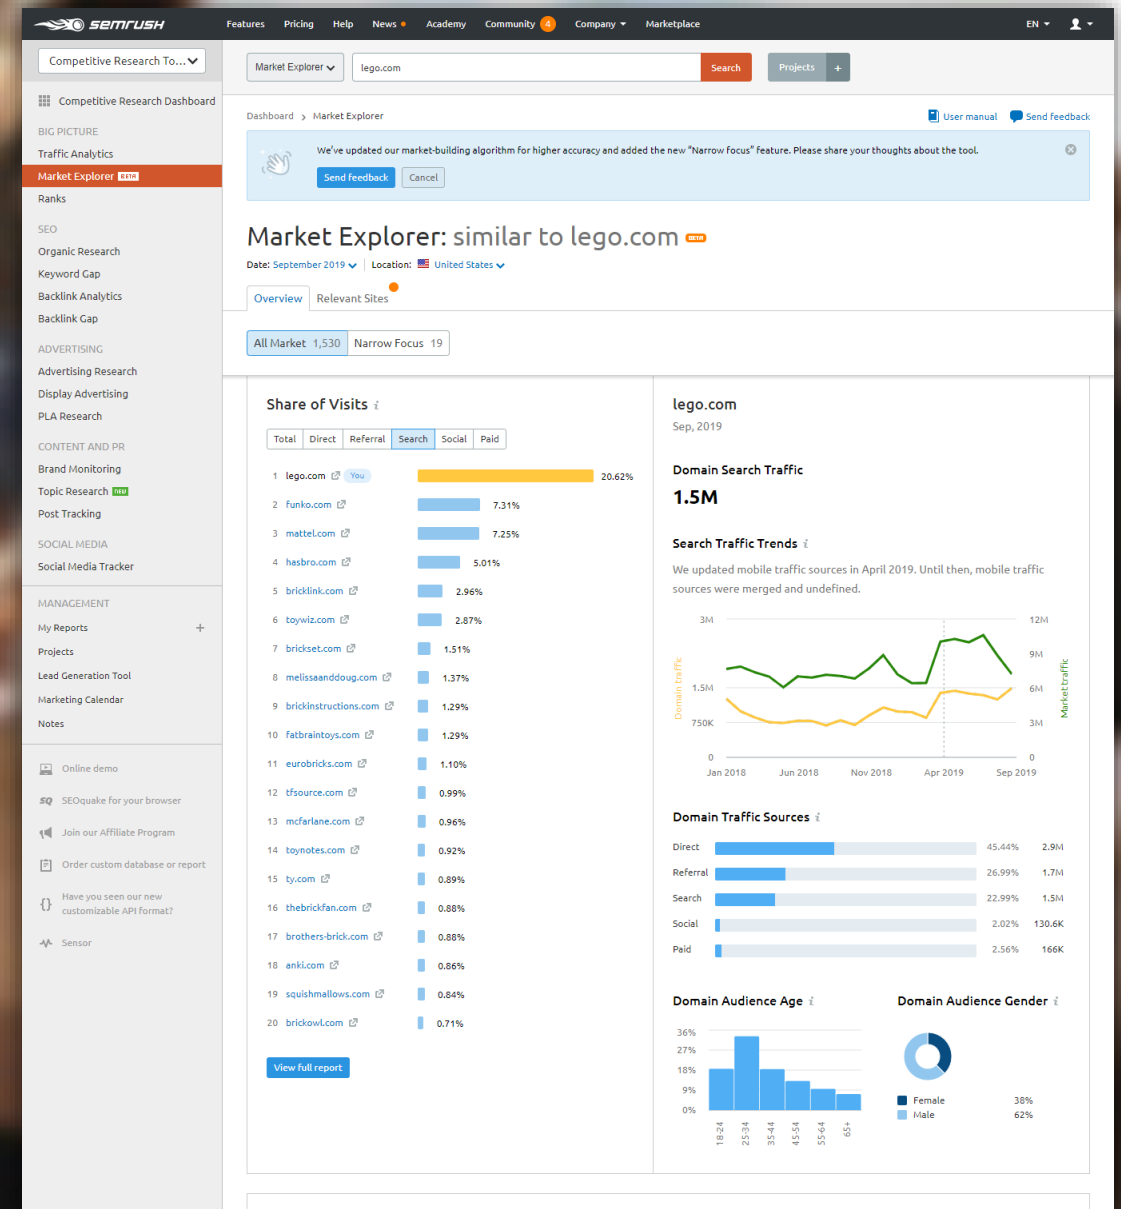 SEMRUSH Features Pricing Help News Academy Community 4 Company Marketplace EN
Competitive Research To...
Market Explorer lego.com Search Projects +
Competitive Research Dashboard
BIG PICTURE
Traffic Analytics
Market Explorer BETA
Ranks
SEO
Organic Research
Keyword Gap
Backlink Analytics
Backlink Gap
ADVERTISING
Advertising Research
Display Advertising
PLA Research
CONTENT AND PR
Brand Monitoring
Topic Research NEW
Post Tracking
SOCIAL MEDIA
Social Media Tracker
MANAGEMENT
My Reports +
Projects
Lead Generation Tool
Marketing Calendar
Notes
Online demo
SQ SEOquake for your browser
Join our Affiliate Program
Order custom database or report
{} Have you seen our new
customizable API format?
Sensor
Dashboard > Market Explorer User manual Send feedback
We've updated our market-building algorithm for higher accuracy and added the new "Narrow focus" feature. Please share your thoughts about the tool.
Send feedback Cancel
Market Explorer: similar to lego.com BETA
Date: September 2019 Location: United States
Overview Relevant Sites
All Market 1,530 Narrow Focus 19
Share of Visits i
Total Direct Referral Search Social Paid
1 lego.com You 20.62%
2 funko.com 7.31%
3 mattel.com 7.25%
4 hasbro.com 5.01%
5 bricklink.com 2.96%
6 toywiz.com 2.87%
7 brickset.com 1.51%
8 melissaanddoug.com 1.37%
9 brickinstructions.com 1.29%
10 fatbraintoys.com 1.29%
11 eurobricks.com 1.10%
12 tfsource.com 0.99%
13 mcfarlane.com 0.96%
14 toynotes.com 0.92%
15 ty.com 0.89%
16 thebrickfan.com 0.88%
17 brothers-brick.com 0.88%
18 anki.com 0.86%
19 squishmallows.com 0.84%
20 brickowl.com 0.71%
View full report
lego.com
Sep, 2019
Domain Search Traffic
1.5M
Search Traffic Trends i
We updated mobile traffic sources in April 2019. Until then, mobile traffic
sources were merged and undefined.
3M 12M
9M
1.5M 6M
750K 3M
0 0
Domain traffic
Market traffic
Jan 2018 Jun 2018 Nov 2018 Apr 2019 Sep 2019
Domain Traffic Sources i
Direct 45.44% 2.9M
Referral 26.99% 1.7M
Search 22.99% 1.5M
Social 2.02% 130.6K
Paid 2.56% 166K
Domain Audience Age i
36%
27%
18%
9%
0%
18-24 25-34 35-44 45-54 55-64 65+
Domain Audience Gender i
Female 38%
Male 62%